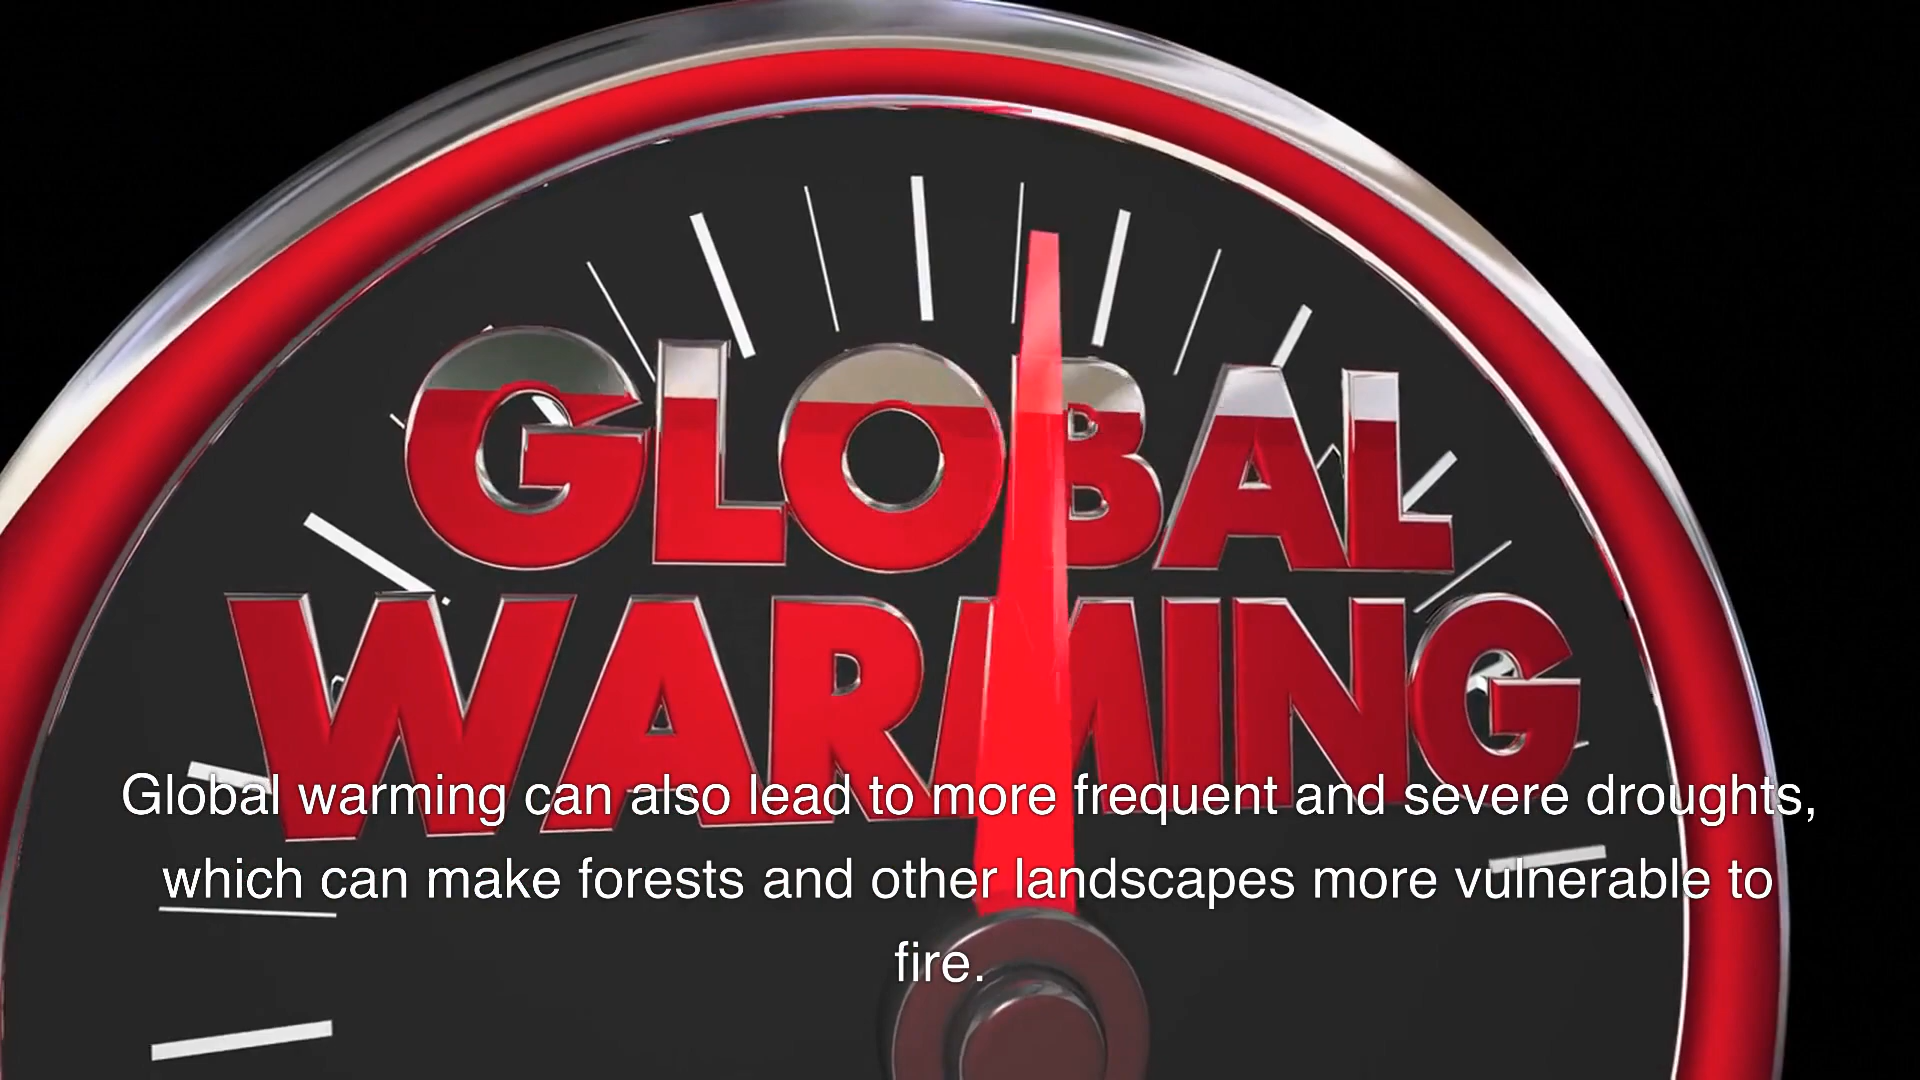 GLOBAL
WARMING
Global warming can also lead to more frequent and severe droughts,
which can make forests and other landscapes more vulnerable to
fire.